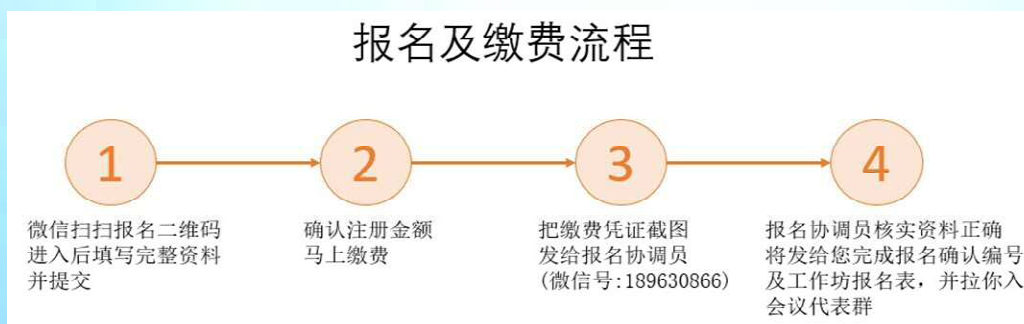 报名及缴费流程
1
2
3
4
微信扫扫报名二维码
进入后填写完整资料
并提交
确认注册金额
马上缴费
把缴费凭证截图
发给报名协调员
(微信号:189630866)
报名协调员核实资料正确
将发给您完成报名确认编号
及工作坊报名表，并拉你入
会议代表群